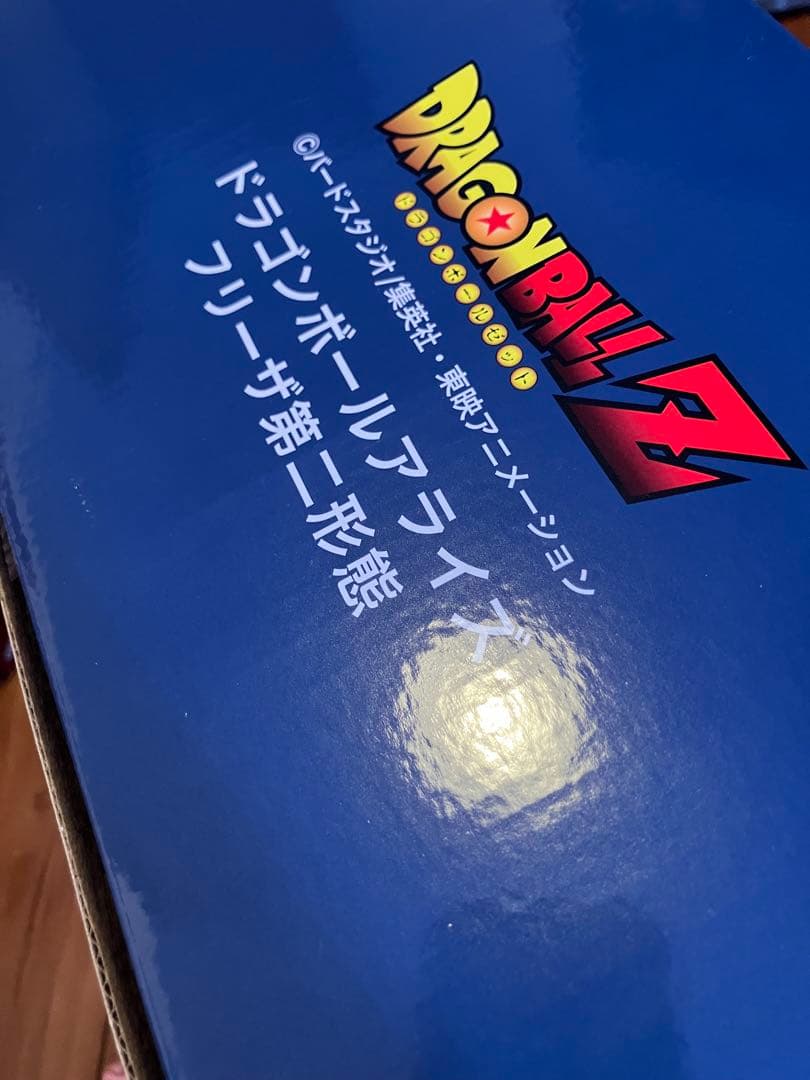 DRAGON BALL Z
ドラゴンボールゼット
©バードスタジオ/集英社・東映アニメーション
ドラゴンボールアライズ
フリーザ第二形態